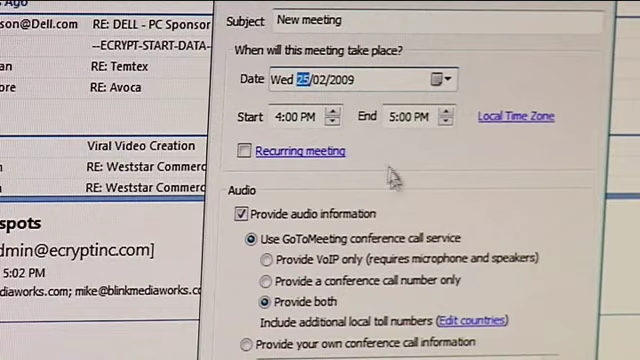 Ago
son@Dell.com RE: DELL - PC Sponsor
--ECRYPT-START-DATA-
an RE: Temtex
ore RE: Avoca
Viral Video Creation
RE: Weststar Commerc
RE: Weststar Commerc
spots
dmin@ecryptinc.com]
5:02 PM
diaworks.com; mike@blinkmediaworks.co
Subject New meeting
When will this meeting take place?
Date Wed 25/02/2009
Start 4:00 PM End 5:00 PM Local Time Zone
Recurring meeting
Audio
Provide audio information
Use GoToMeeting conference call service
Provide VoIP only (requires microphone and speakers)
Provide a conference call number only
Provide both
Include additional local toll numbers (Edit countries)
Provide your own conference call information